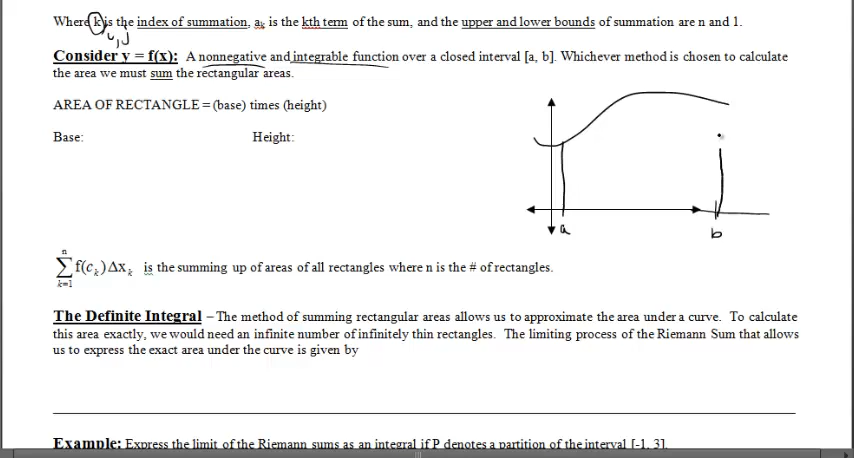 Where k is the index of summation, ak is the kth term of the sum, and the upper and lower bounds of summation are n and 1.
i, j
Consider y = f(x): A nonnegative and integrable function over a closed interval [a, b]. Whichever method is chosen to calculate
the area we must sum the rectangular areas.
AREA OF RECTANGLE = (base) times (height)
Base: Height:
a b
n
∑ f(cₖ)Δxₖ is the summing up of areas of all rectangles where n is the # of rectangles.
k=1
The Definite Integral – The method of summing rectangular areas allows us to approximate the area under a curve. To calculate
this area exactly, we would need an infinite number of infinitely thin rectangles. The limiting process of the Riemann Sum that allows
us to express the exact area under the curve is given by
Example: Express the limit of the Riemann sums as an integral if P denotes a partition of the interval [-1, 3].